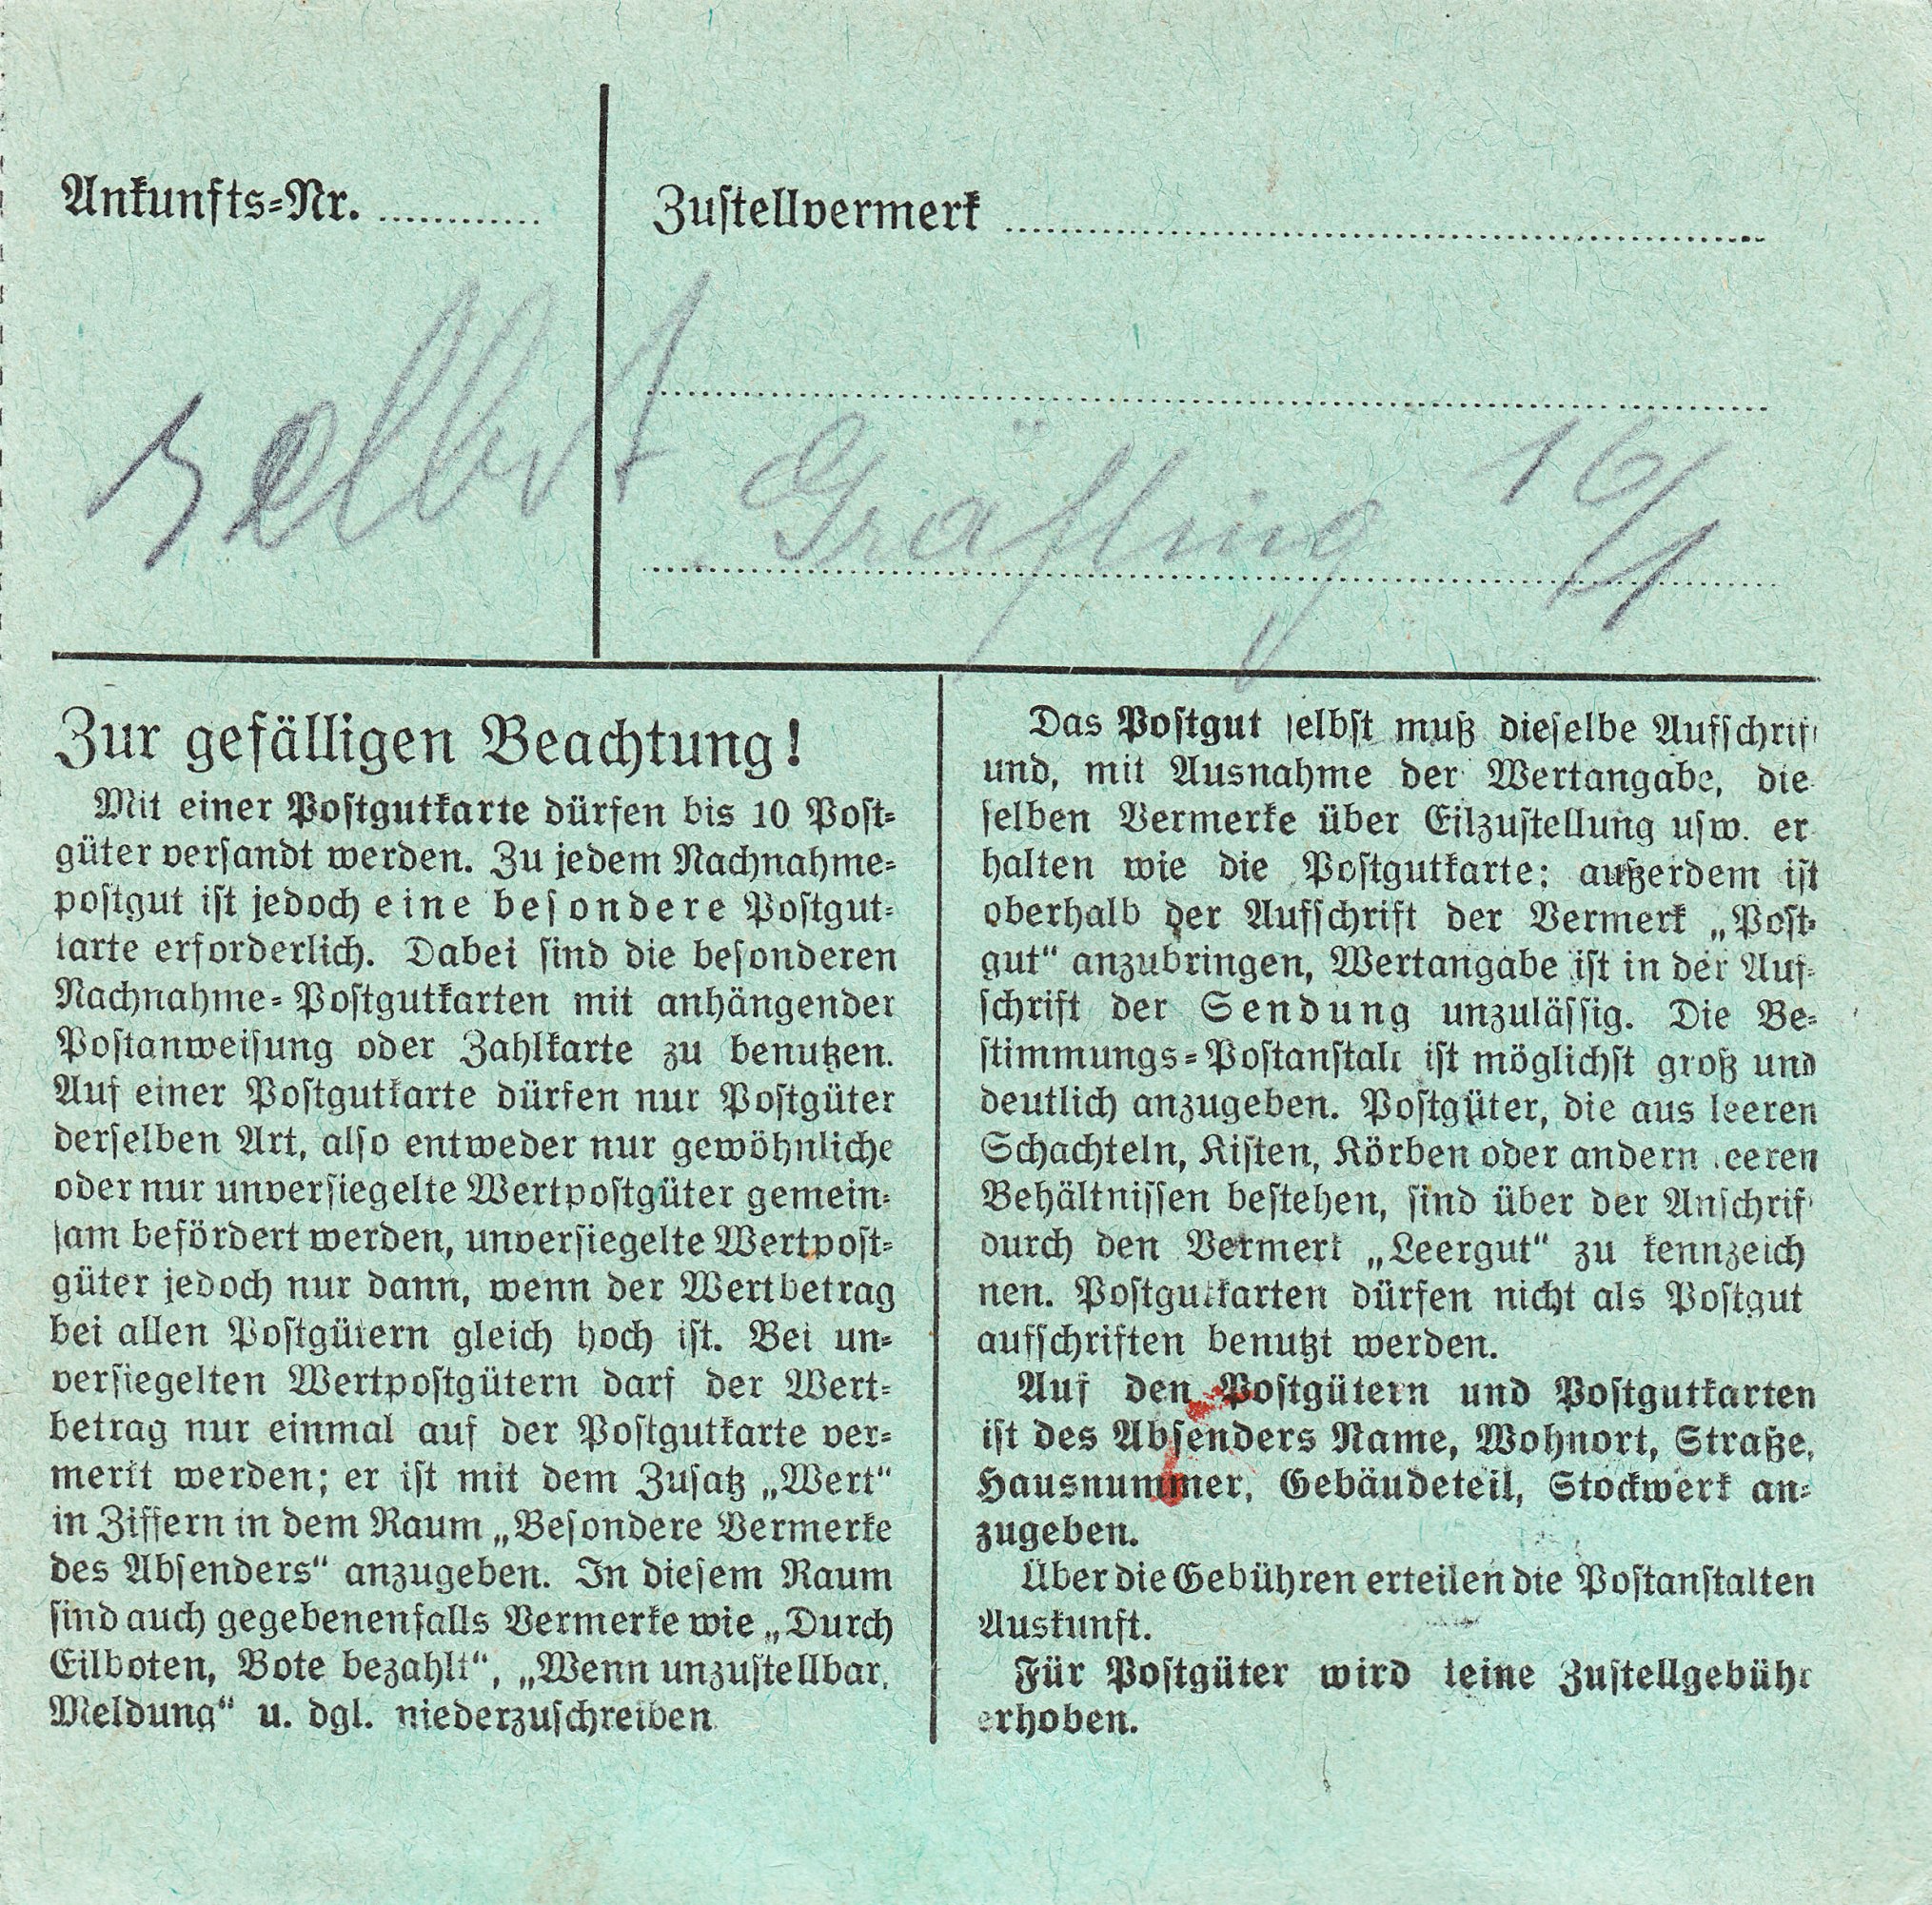 Ankunfts-Nr. ............
Zustellvermerk ............
selbst
Gräfling 16/1
Zur gefälligen Beachtung!
Mit einer Postgutkarte dürfen bis 10 Post-
güter versandt werden. Zu jedem Nachnahme-
postgut ist jedoch eine besondere Postgut-
karte erforderlich. Dabei sind die besonderen
Nachnahme-Postgutkarten mit anhängender
Postanweisung oder Zahlkarte zu benutzen.
Auf einer Postgutkarte dürfen nur Postgüter
derselben Art, also entweder nur gewöhnliche
oder nur unversiegelte Wertpostgüter gemein-
sam befördert werden, unversiegelte Wertpost-
güter jedoch nur dann, wenn der Wertbetrag
bei allen Postgütern gleich hoch ist. Bei un-
versiegelten Wertpostgütern darf der Wert-
betrag nur einmal auf der Postgutkarte ver-
merkt werden; er ist mit dem Zusatz „Wert“
in Ziffern in dem Raum „Besondere Vermerke
des Absenders“ anzugeben. In diesem Raum
sind auch gegebenenfalls Vermerke wie „Durch
Eilboten, Bote bezahlt“, „Wenn unzustellbar,
Meldung“ u. dgl. niederzuschreiben
Das Postgut selbst muß dieselbe Aufschrift
und, mit Ausnahme der Wertangabe, die
selben Vermerke über Eilzustellung usw. er
halten wie die Postgutkarte; außerdem ist
oberhalb der Aufschrift der Vermerk „Post-
gut“ anzubringen, Wertangabe ist in der Auf-
schrift der Sendung unzulässig. Die Be-
stimmungs-Postanstalt ist möglichst groß und
deutlich anzugeben. Postgüter, die aus leeren
Schachteln, Kisten, Körben oder andern leeren
Behältnissen bestehen, sind über der Anschrift
durch den Vermerk „Leergut“ zu kennzeich
nen. Postgutkarten dürfen nicht als Postgut
aufschriften benutzt werden.
Auf den Postgütern und Postgutkarten
ist des Absenders Name, Wohnort, Straße,
Hausnummer, Gebäudeteil, Stockwerk an-
zugeben.
Über die Gebühren erteilen die Postanstalten
Auskunft.
Für Postgüter wird keine Zustellgebühr
erhoben.